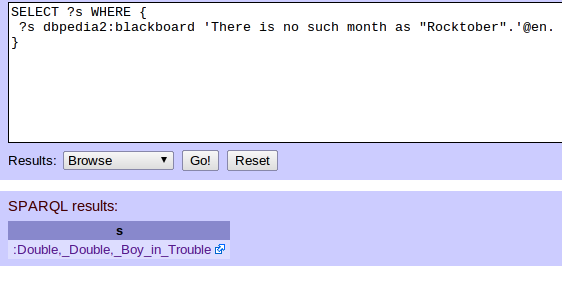 SELECT ?s WHERE {
?s dbpedia2:blackboard 'There is no such month as "Rocktober".'@en.
}
Results: Browse Go! Reset
SPARQL results:
s
:Double,_Double,_Boy_in_Trouble